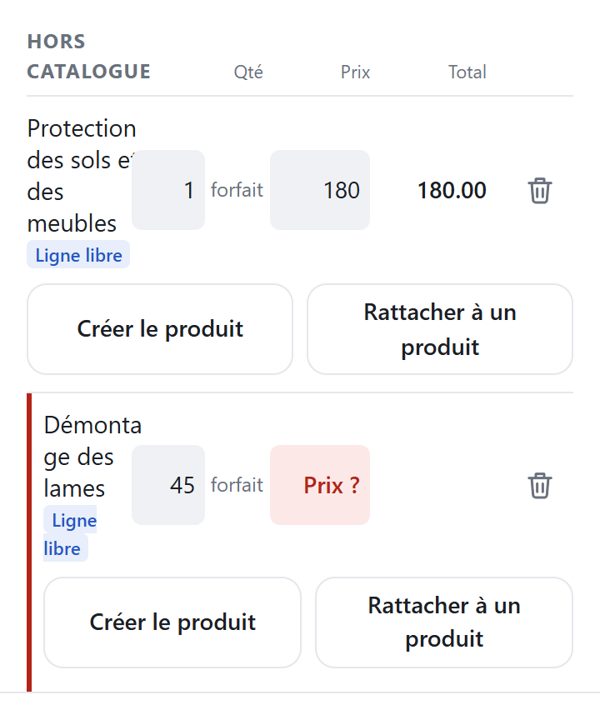 HORS
CATALOGUE Qté Prix Total
Protection
des sols et
des
meubles
Ligne libre
1 forfait 180 180.00
Créer le produit
Rattacher à un
produit
Démonta
ge des
lames
Ligne
libre
45 forfait Prix ?
Créer le produit
Rattacher à un
produit